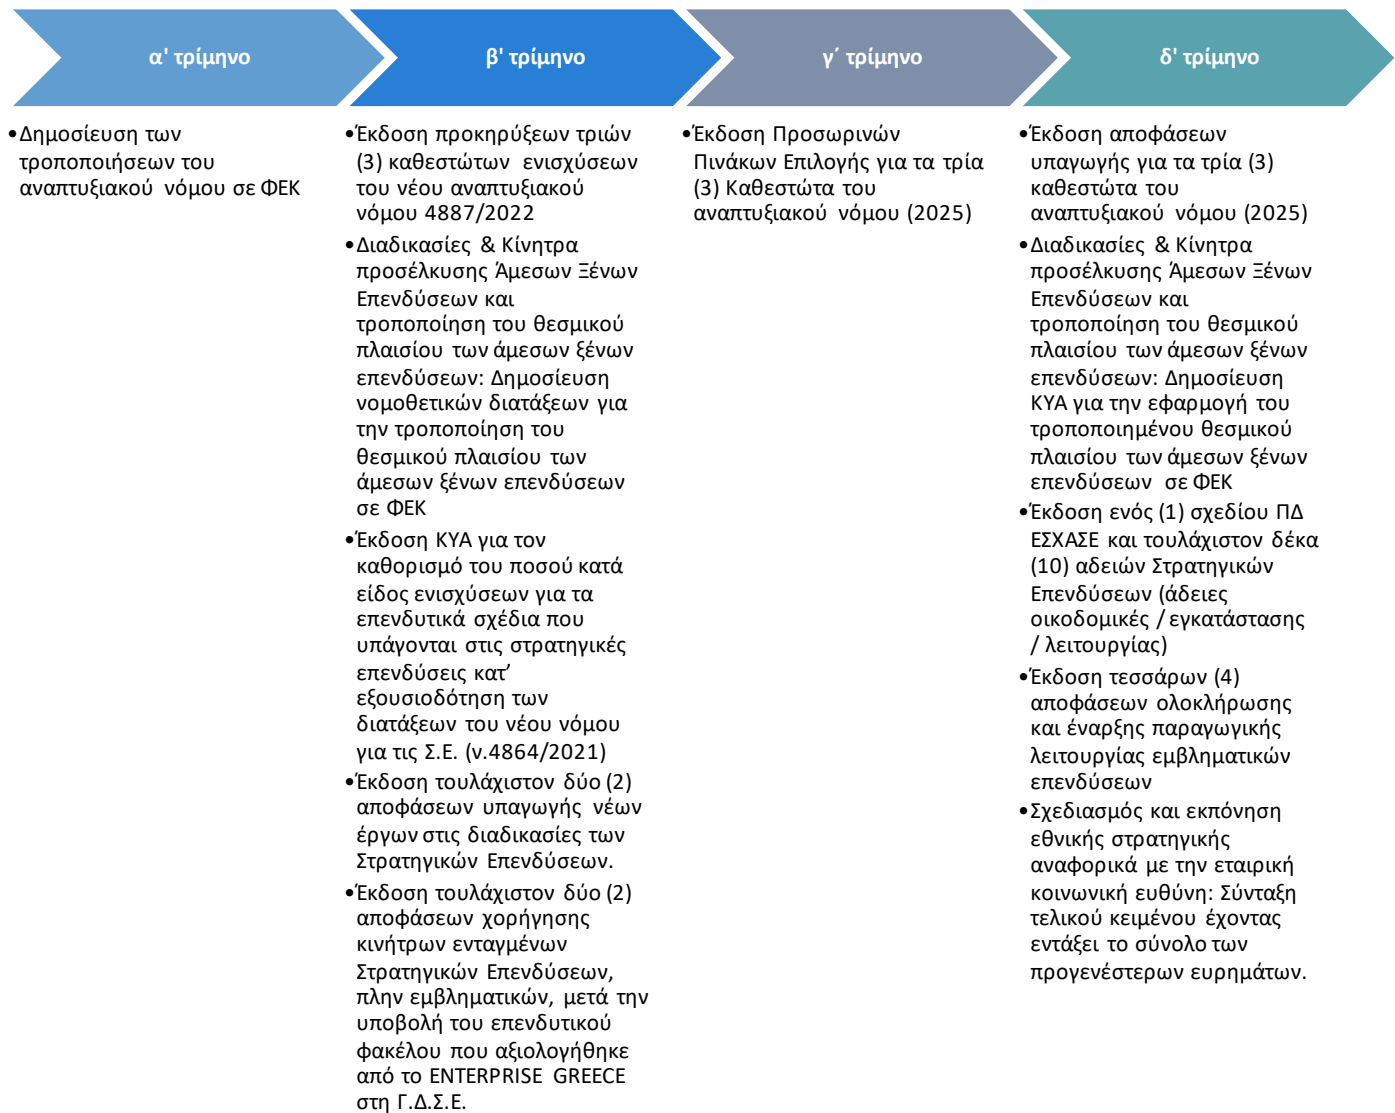 α' τρίμηνο
β' τρίμηνο
γ΄ τρίμηνο
δ' τρίμηνο
•Δημοσίευση των
τροποποιήσεων του
αναπτυξιακού νόμου σε ΦΕΚ
•Έκδοση προκηρύξεων τριών
(3) καθεστώτων ενισχύσεων
του νέου αναπτυξιακού
νόμου 4887/2022
•Διαδικασίες & Κίνητρα
προσέλκυσης Άμεσων Ξένων
Επενδύσεων και
τροποποίηση του θεσμικού
πλαισίου των άμεσων ξένων
επενδύσεων: Δημοσίευση
νομοθετικών διατάξεων για
την τροποποίηση του
θεσμικού πλαισίου των
άμεσων ξένων επενδύσεων
σε ΦΕΚ
•Έκδοση ΚΥΑ για τον
καθορισμό του ποσού κατά
είδος ενισχύσεων για τα
επενδυτικά σχέδια που
υπάγονται στις στρατηγικές
επενδύσεις κατ’
εξουσιοδότηση των
διατάξεων του νέου νόμου
για τις Σ.Ε. (ν.4864/2021)
•Έκδοση τουλάχιστον δύο (2)
αποφάσεων υπαγωγής νέων
έργων στις διαδικασίες των
Στρατηγικών Επενδύσεων.
•Έκδοση τουλάχιστον δύο (2)
αποφάσεων χορήγησης
κινήτρων ενταγμένων
Στρατηγικών Επενδύσεων,
πλην εμβληματικών, μετά την
υποβολή του επενδυτικού
φακέλου που αξιολογήθηκε
από το ENTERPRISE GREECE
στη Γ.Δ.Σ.Ε.
•Έκδοση Προσωρινών
Πινάκων Επιλογής για τα τρία
(3) Καθεστώτα του
αναπτυξιακού νόμου (2025)
•Έκδοση αποφάσεων
υπαγωγής για τα τρία (3)
καθεστώτα του
αναπτυξιακού νόμου (2025)
•Διαδικασίες & Κίνητρα
προσέλκυσης Άμεσων Ξένων
Επενδύσεων και
τροποποίηση του θεσμικού
πλαισίου των άμεσων ξένων
επενδύσεων: Δημοσίευση
ΚΥΑ για την εφαρμογή του
τροποποιημένου θεσμικού
πλαισίου των άμεσων ξένων
επενδύσεων σε ΦΕΚ
•Έκδοση ενός (1) σχεδίου ΠΔ
ΕΣΧΑΣΕ και τουλάχιστον δέκα
(10) αδειών Στρατηγικών
Επενδύσεων (άδειες
οικοδομικές / εγκατάστασης
/ λειτουργίας)
•Έκδοση τεσσάρων (4)
αποφάσεων ολοκλήρωσης
και έναρξης παραγωγικής
λειτουργίας εμβληματικών
επενδύσεων
•Σχεδιασμός και εκπόνηση
εθνικής στρατηγικής
αναφορικά με την εταιρική
κοινωνική ευθύνη: Σύνταξη
τελικού κειμένου έχοντας
εντάξει το σύνολο των
προγενέστερων ευρημάτων.